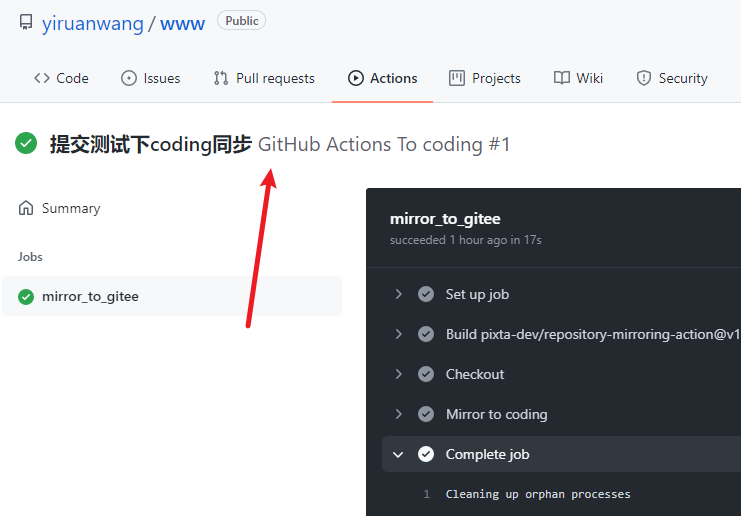 yiruanwang / www Public
Code Issues Pull requests Actions Projects Wiki Security
提交测试下coding同步 GitHub Actions To coding #1
Summary
Jobs
mirror_to_gitee
mirror_to_gitee
succeeded 1 hour ago in 17s
Set up job
Build pixta-dev/repository-mirroring-action@v1
Checkout
Mirror to coding
Complete job
1 Cleaning up orphan processes